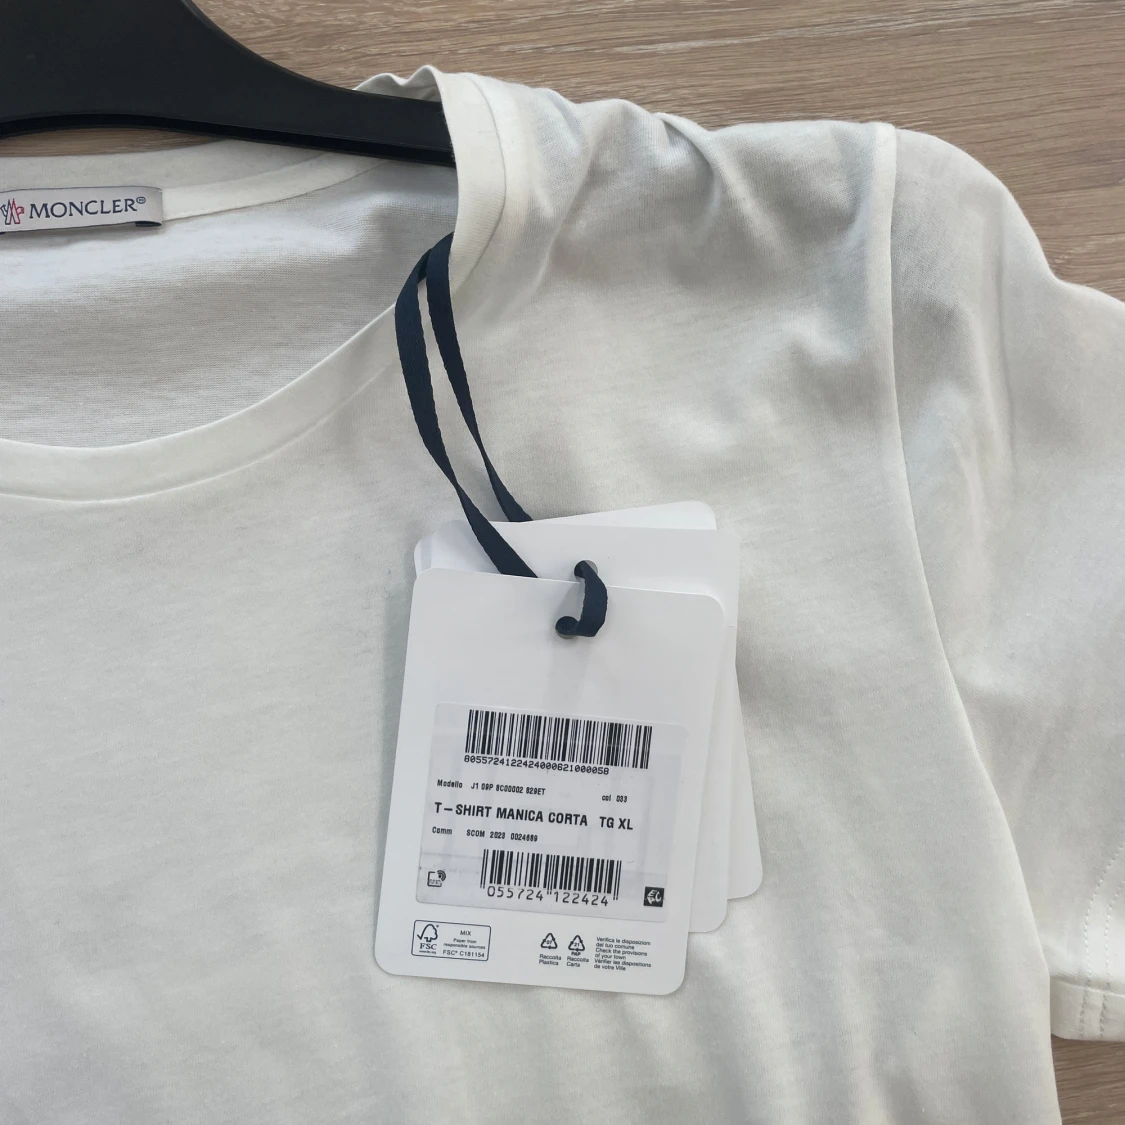 MONCLER®
8055724122424000621000058
Modello J1 09P 8C00002 829ET col 033
T-SHIRT MANICA CORTA TG XL
Comm SCOM 2023 0024689
055724 122424
FSC
MIX
Paper from
responsible sources
FSC® C181154
Raccolta
Plastica
PAP
Raccolta
Carta
Verifica le disposizioni
del tuo comune
Check the provisions
of your town
Vérifier les dispositions
de votre Ville